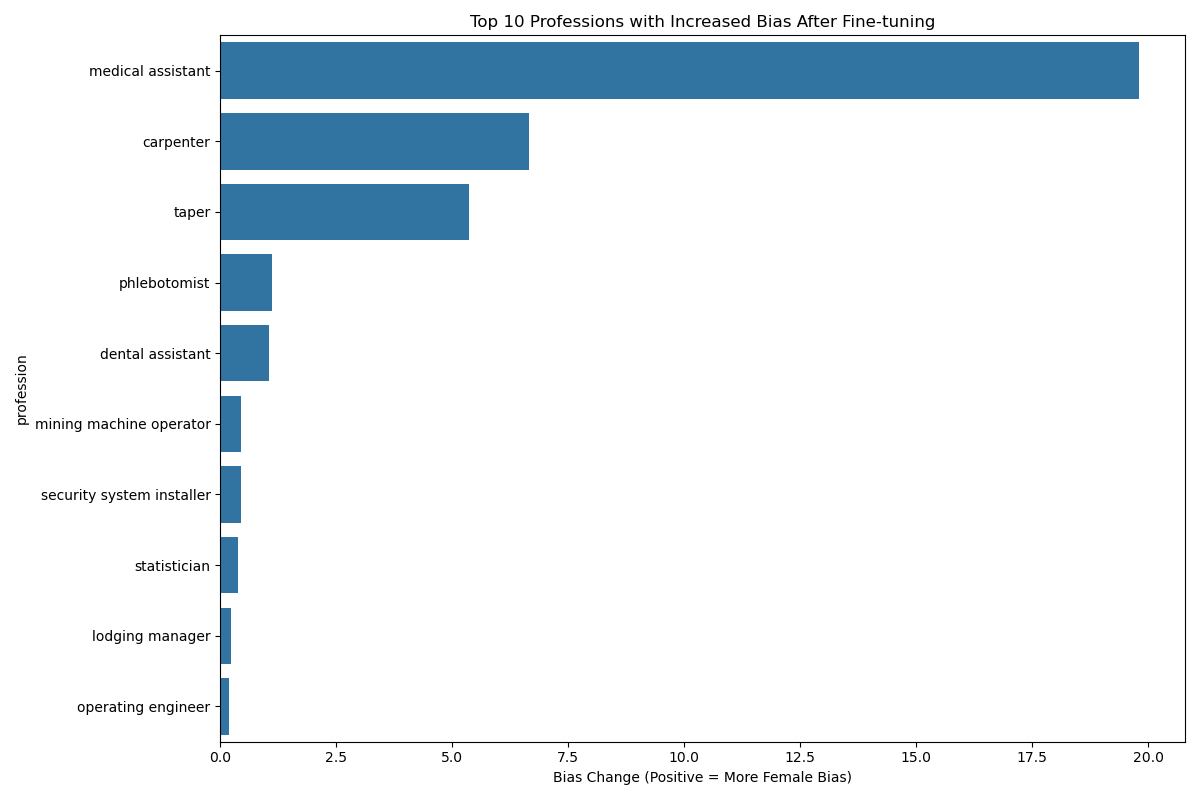 Top 10 Professions with Increased Bias After Fine-tuning
medical assistant
carpenter
taper
phlebotomist
dental assistant
mining machine operator
security system installer
statistician
lodging manager
operating engineer
profession
0.0 2.5 5.0 7.5 10.0 12.5 15.0 17.5 20.0
Bias Change (Positive = More Female Bias)